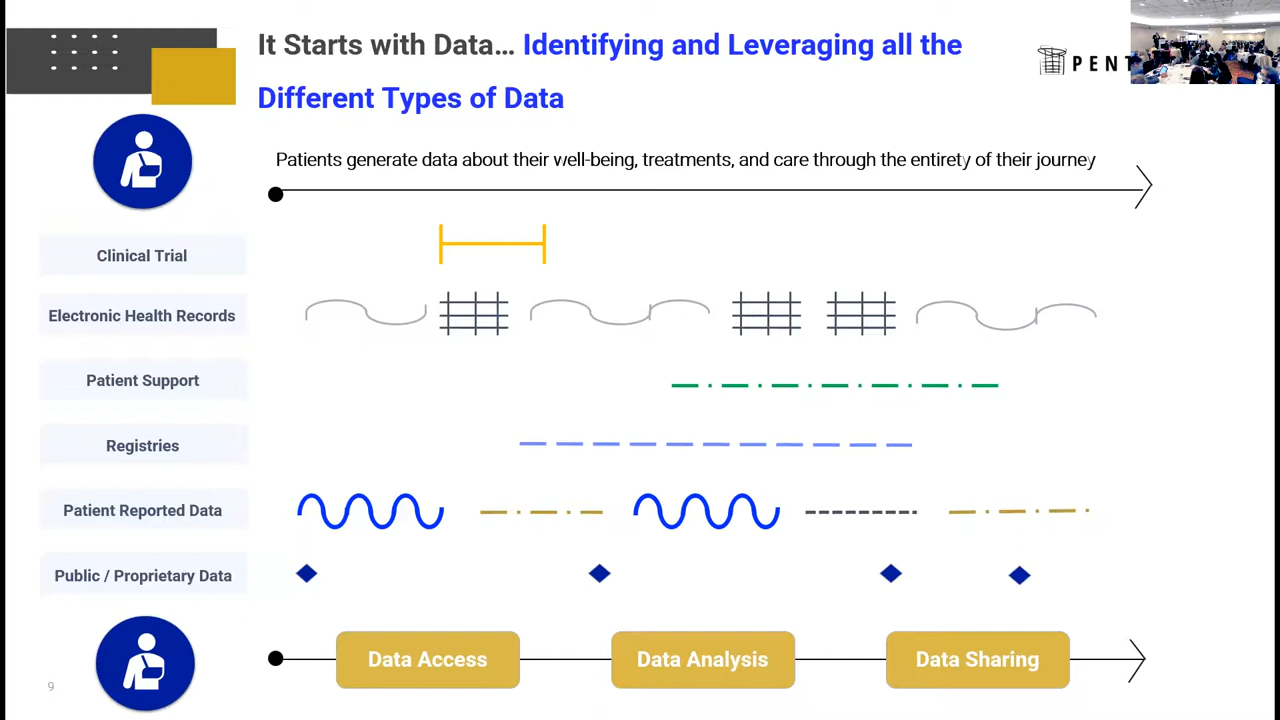 It Starts with Data... Identifying and Leveraging all the
Different Types of Data
PENT
Patients generate data about their well-being, treatments, and care through the entirety of their journey
Clinical Trial
Electronic Health Records
Patient Support
Registries
Patient Reported Data
Public / Proprietary Data
Data Access
Data Analysis
Data Sharing
9